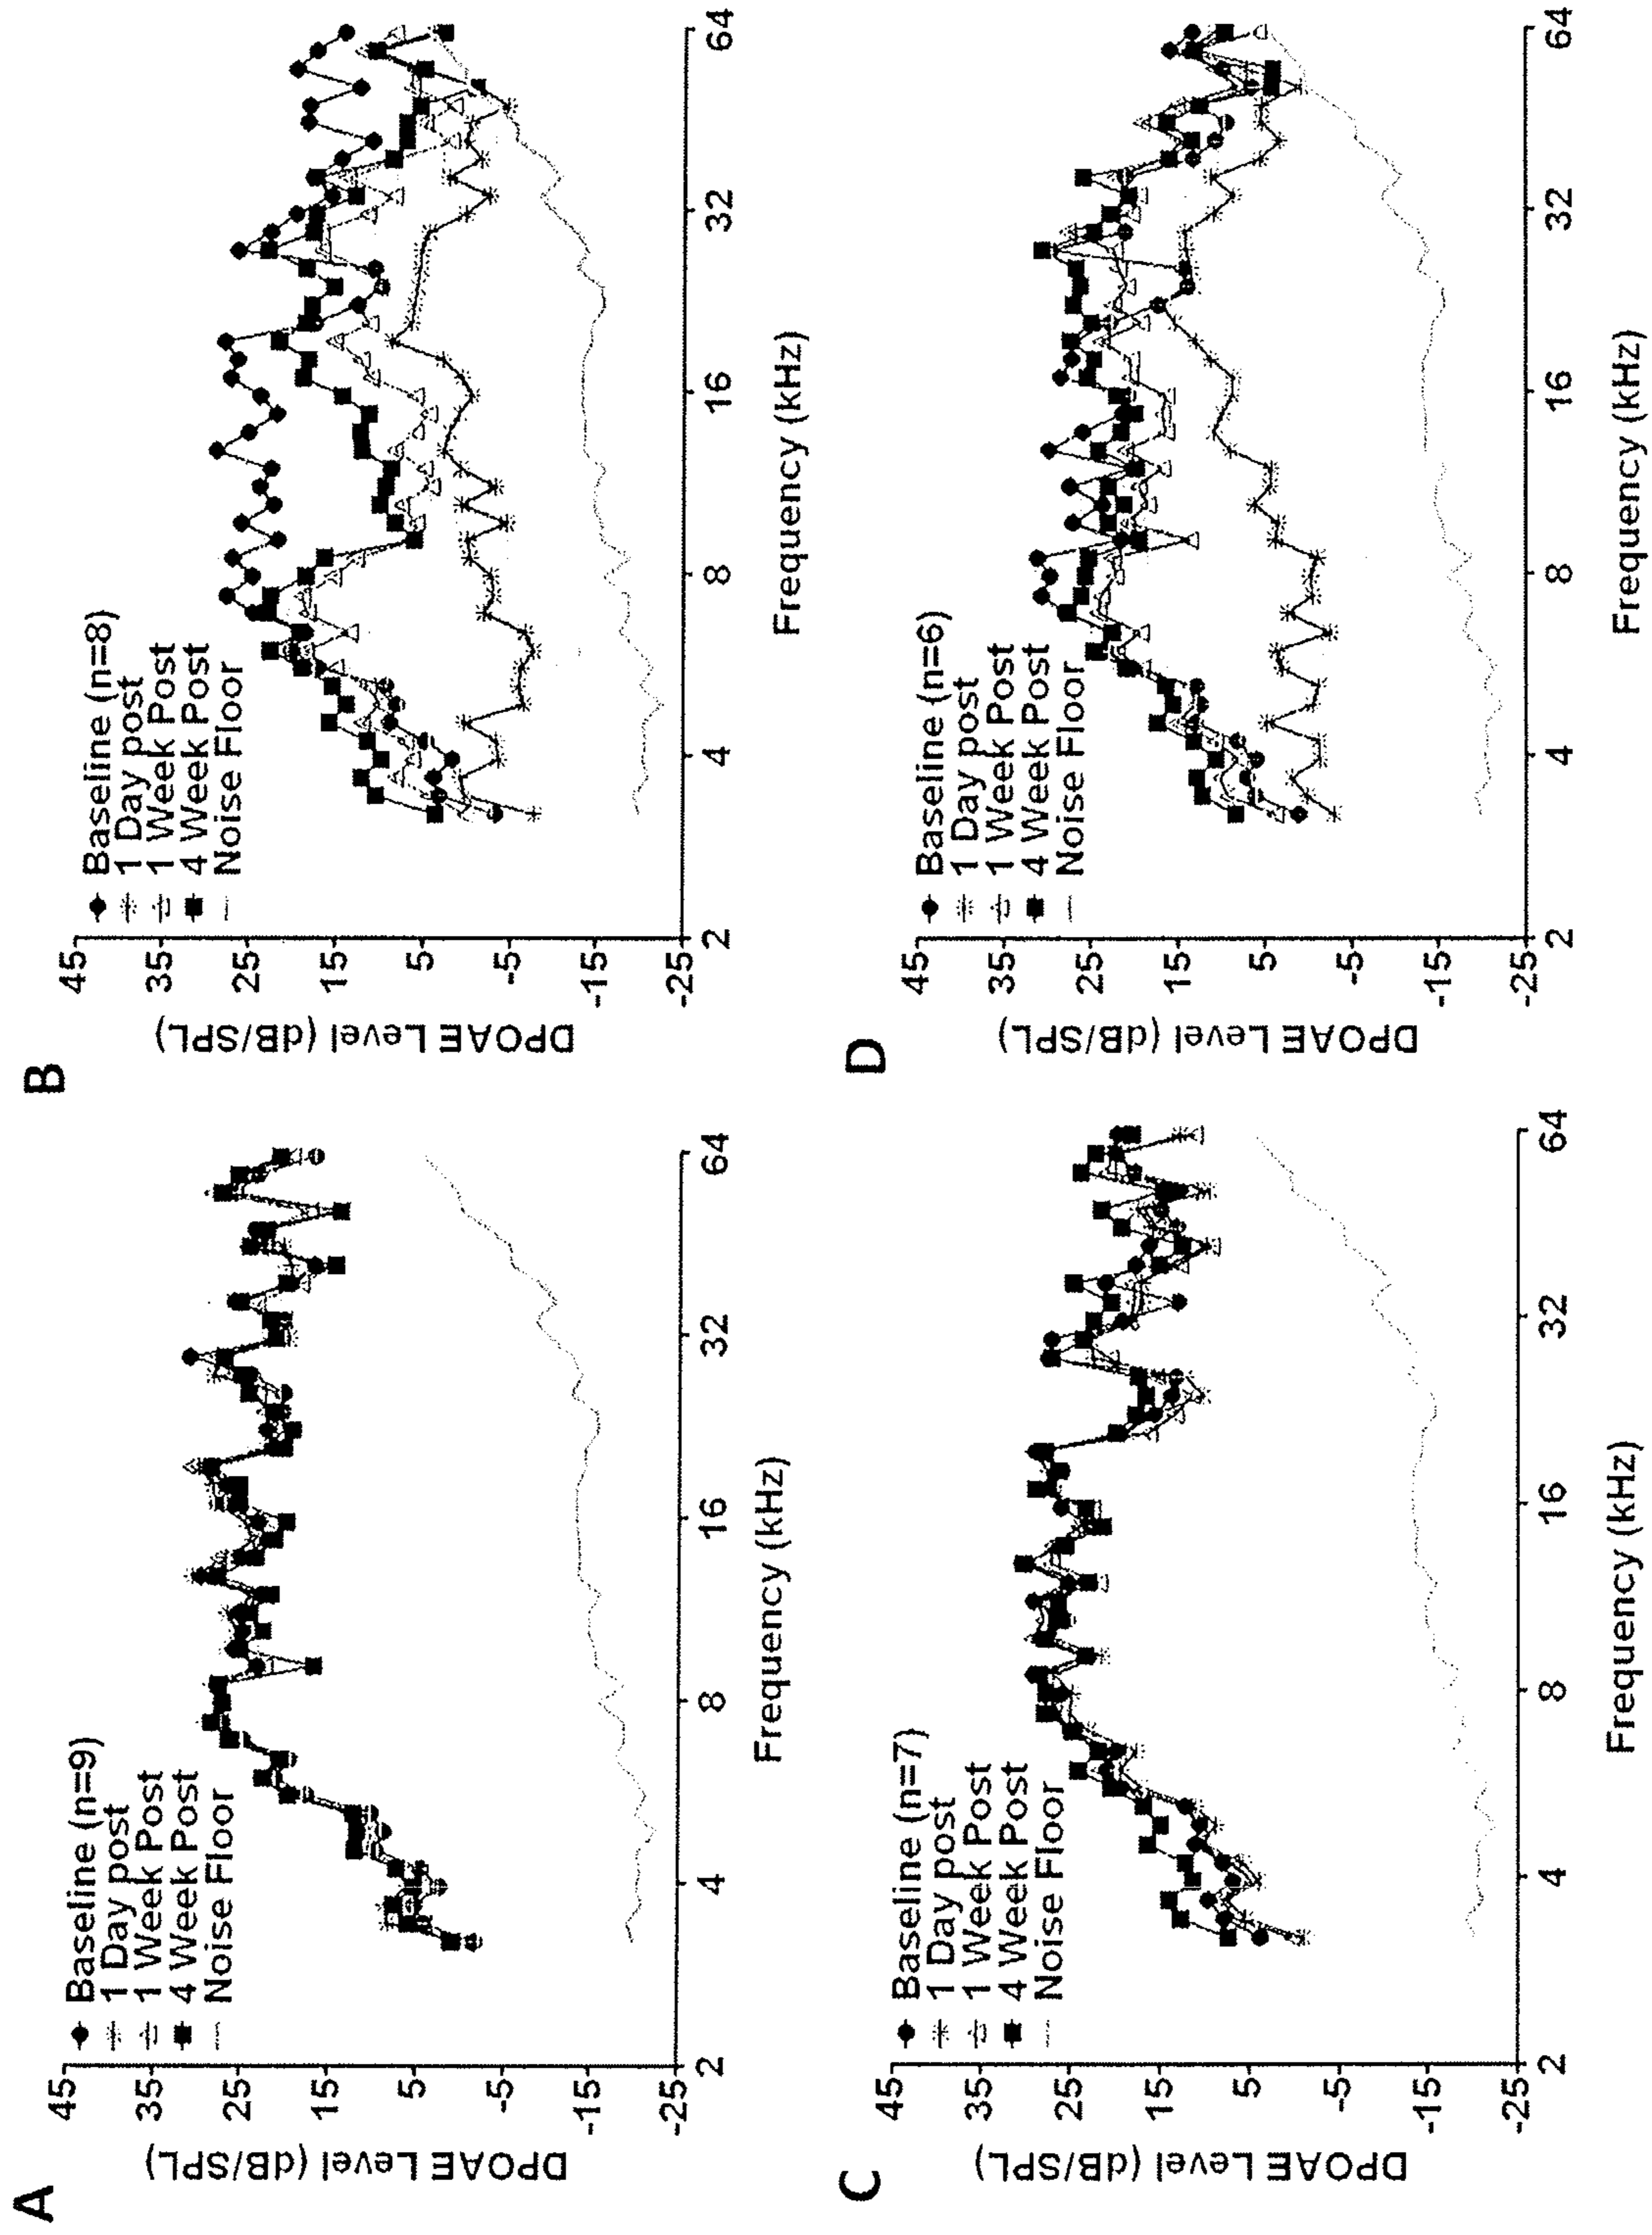 A
DPOAE Level (dB/SPL)
45
35
25
15
5
-5
-15
-25
Baseline (n=9)
1 Day post
1 Week Post
4 Week Post
Noise Floor
2
4
8
16
32
64
Frequency (kHz)
B
DPOAE Level (dB/SPL)
45
35
25
15
5
-5
-15
-25
Baseline (n=8)
1 Day post
1 Week Post
4 Week Post
Noise Floor
2
4
8
16
32
64
Frequency (kHz)
C
DPOAE Level (dB/SPL)
45
35
25
15
5
-5
-15
-25
Baseline (n=7)
1 Day post
1 Week Post
4 Week Post
Noise Floor
2
4
8
16
32
64
Frequency (kHz)
D
DPOAE Level (dB/SPL)
45
35
25
15
5
-5
-15
-25
Baseline (n=6)
1 Day post
1 Week Post
4 Week Post
Noise Floor
2
4
8
16
32
64
Frequency (kHz)